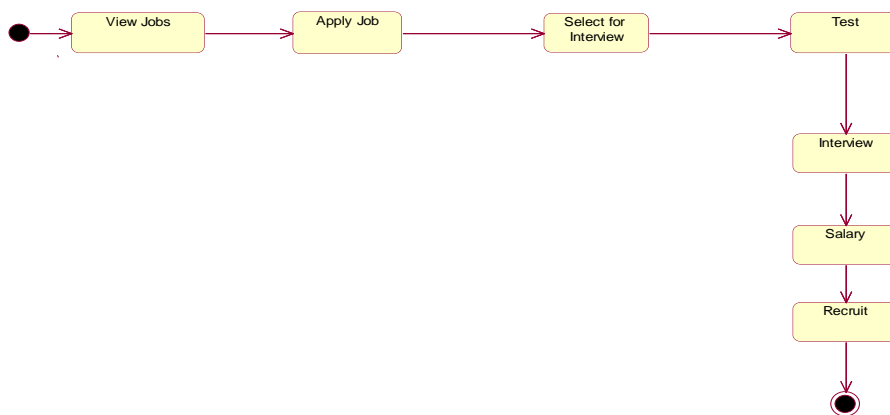 View Jobs
Apply Job
Select for
Interview
Test
Interview
Salary
Recruit